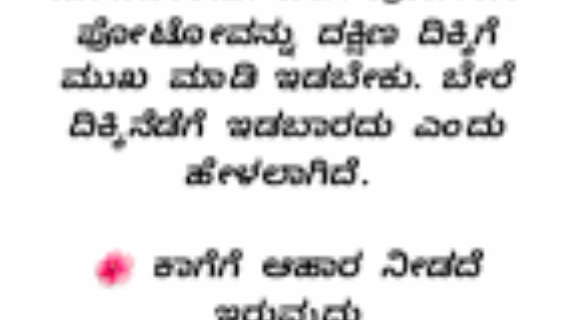 ಫೋಟೋವನ್ನು ದಕ್ಷಿಣ ದಿಕ್ಕಿಗೆ
ಮುಖ ಮಾಡಿ ಇಡಬೇಕು. ಬೇರೆ
ದಿಕ್ಕಿನೆಡೆಗೆ ಇಡಬಾರದು ಎಂದು
ಹೇಳಲಾಗಿದೆ.
ಕಾಗೆಗೆ ಆಹಾರ ನೀಡದೆ
ಇರುವುದು